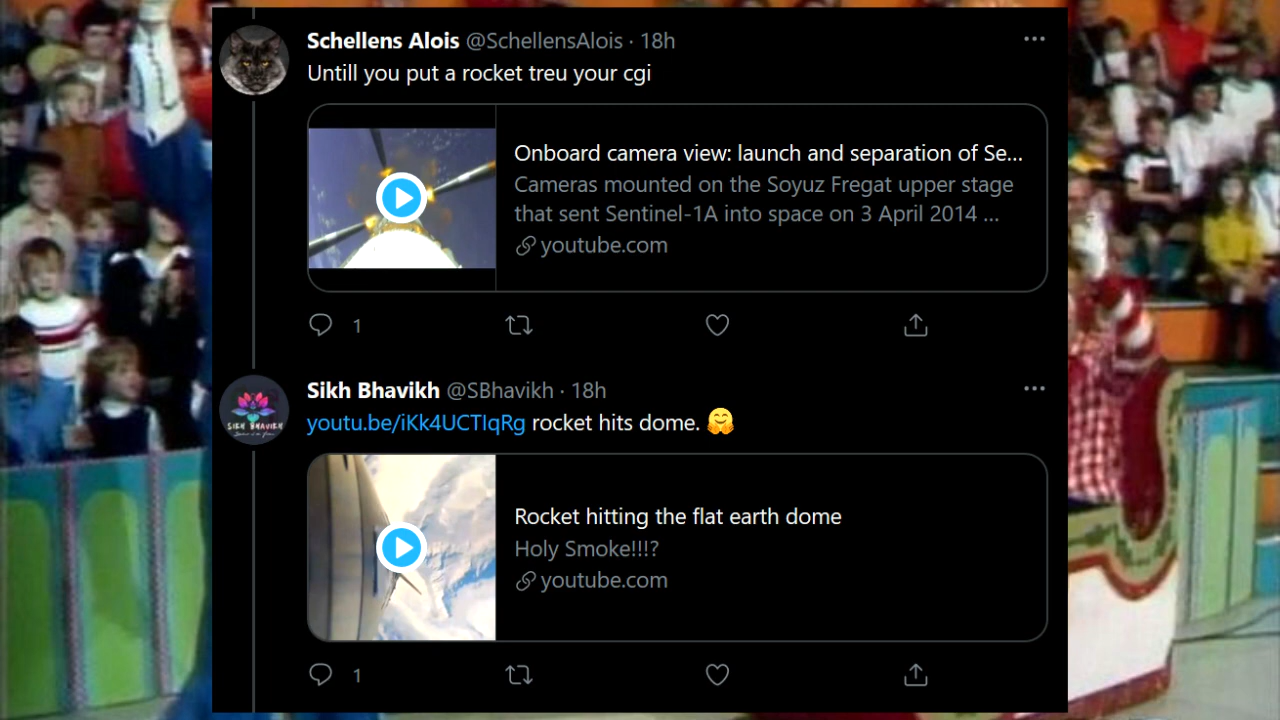 Schellens Alois @SchellensAlois · 18h
Untill you put a rocket treu your cgi
Onboard camera view: launch and separation of Se...
Cameras mounted on the Soyuz Fregat upper stage
that sent Sentinel-1A into space on 3 April 2014 ...
youtube.com
1
Sikh Bhavikh @SBhavikh · 18h
youtu.be/iKk4UCTIqRg rocket hits dome. 🤗
SIKH BHAVIKH
Rocket hitting the flat earth dome
Holy Smoke!!!?
youtube.com
1